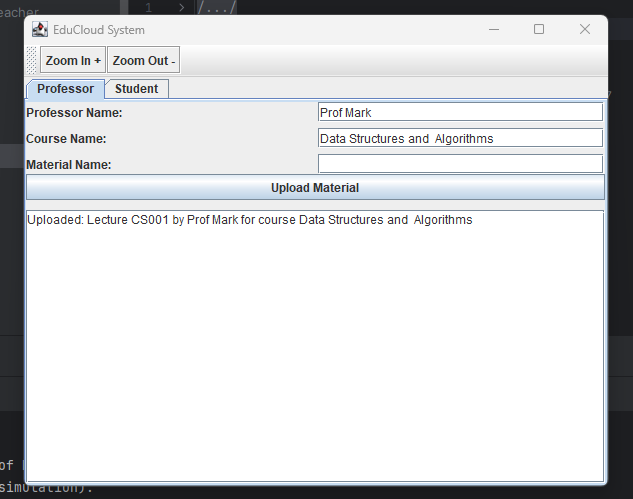 eacher
1 > /.../
EduCloud System
Zoom In + Zoom Out -
Professor Student
Professor Name: Prof Mark
Course Name: Data Structures and  Algorithms
Material Name:
Upload Material
Uploaded: Lecture CS001 by Prof Mark for course Data Structures and  Algorithms
of
simulation).